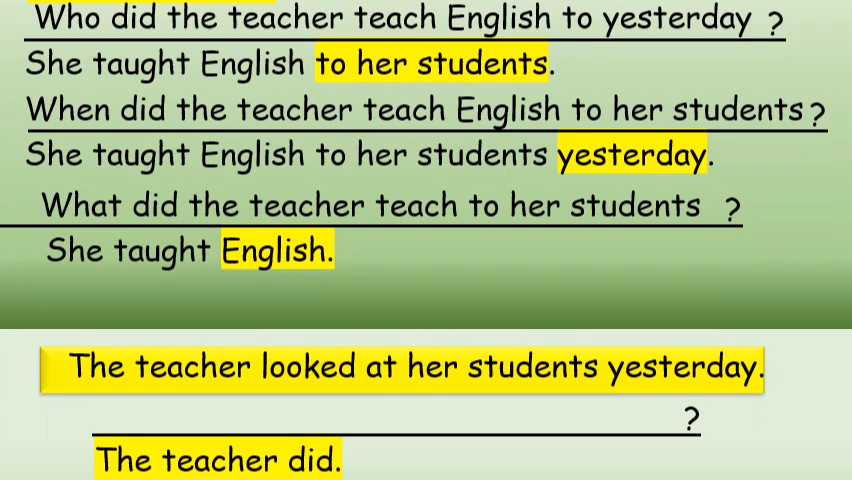 Who did the teacher teach English to yesterday ?
She taught English to her students.
When did the teacher teach English to her students ?
She taught English to her students yesterday.
What did the teacher teach to her students ?
She taught English.
The teacher looked at her students yesterday.
?
The teacher did.